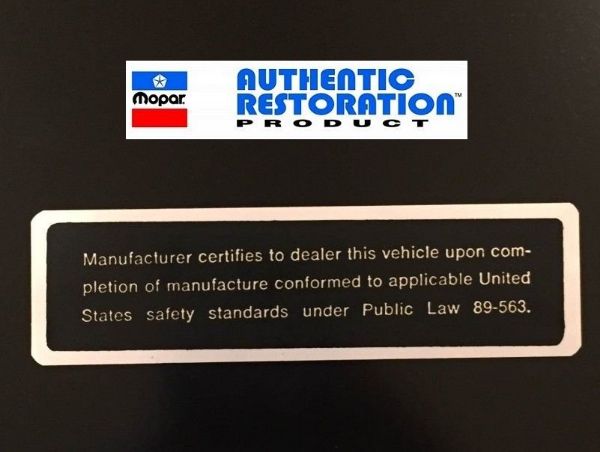 Mopar.
AUTHENTIC
RESTORATION™
PRODUCT
Manufacturer certifies to dealer this vehicle upon com-
pletion of manufacture conformed to applicable United
States safety standards under Public Law 89-563.